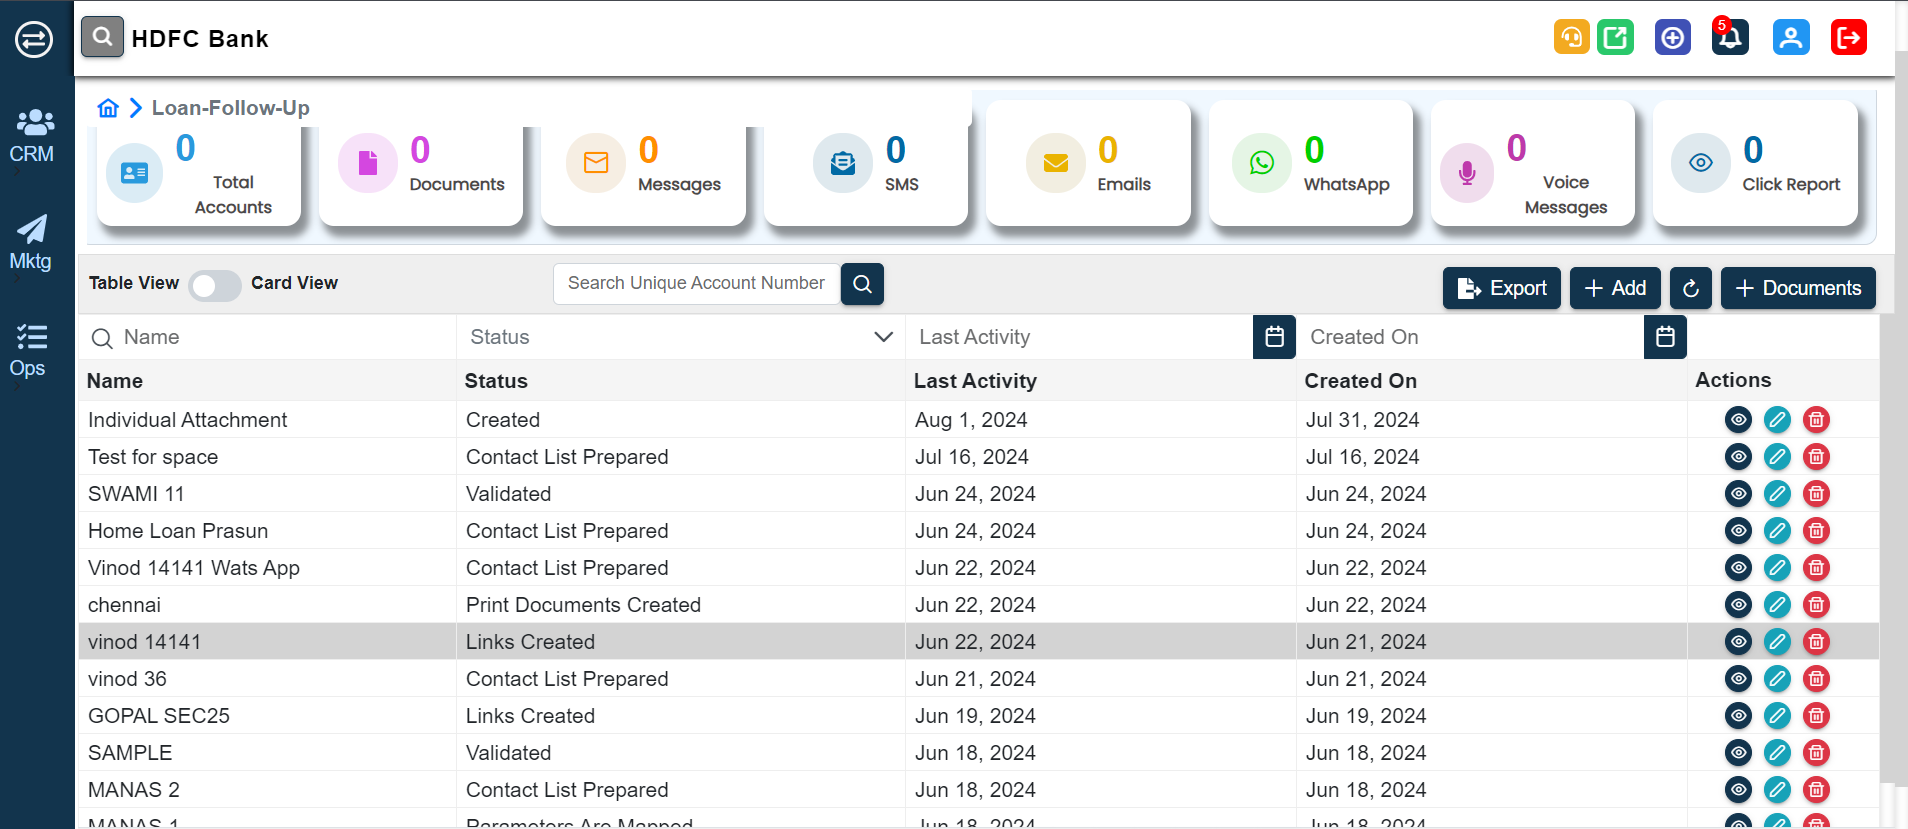 HDFC Bank
5
CRM
Mktg
Ops
Loan-Follow-Up
0 Total Accounts
0 Documents
0 Messages
0 SMS
0 Emails
0 WhatsApp
0 Voice Messages
0 Click Report
Table View Card View Search Unique Account Number Export + Add + Documents
Name Status Last Activity Created On
Name Status Last Activity Created On Actions
Individual Attachment Created Aug 1, 2024 Jul 31, 2024
Test for space Contact List Prepared Jul 16, 2024 Jul 16, 2024
SWAMI 11 Validated Jun 24, 2024 Jun 24, 2024
Home Loan Prasun Contact List Prepared Jun 24, 2024 Jun 24, 2024
Vinod 14141 Wats App Contact List Prepared Jun 22, 2024 Jun 22, 2024
chennai Print Documents Created Jun 22, 2024 Jun 22, 2024
vinod 14141 Links Created Jun 22, 2024 Jun 21, 2024
vinod 36 Contact List Prepared Jun 21, 2024 Jun 21, 2024
GOPAL SEC25 Links Created Jun 19, 2024 Jun 19, 2024
SAMPLE Validated Jun 18, 2024 Jun 18, 2024
MANAS 2 Contact List Prepared Jun 18, 2024 Jun 18, 2024
MANAS 1 Parameters Are Mapped Jun 18, 2024 Jun 18, 2024